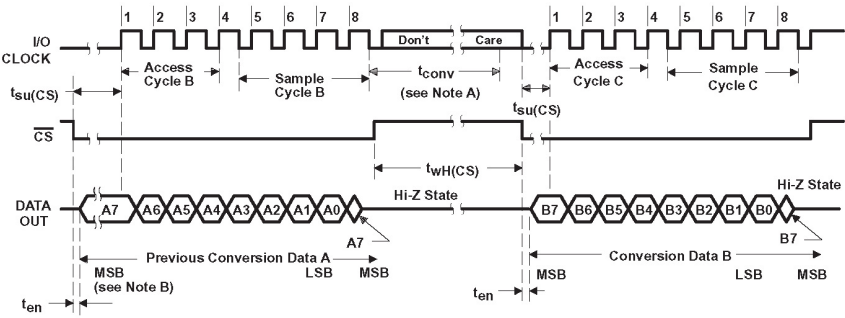 1 2 3 4 5 6 7 8 1 2 3 4 5 6 7 8
I/O
CLOCK
Don't Care
Access
Cycle B
Sample
Cycle B
tconv
(see Note A)
Access
Cycle C
Sample
Cycle C
tsu(CS)
tsu(CS)
CS
twH(CS)
DATA
OUT
A7 A6 A5 A4 A3 A2 A1 A0
Hi-Z State
A7
B7 B6 B5 B4 B3 B2 B1 B0
Hi-Z State
B7
Previous Conversion Data A
Conversion Data B
MSB LSB MSB
(see Note B)
MSB LSB MSB
ten
ten